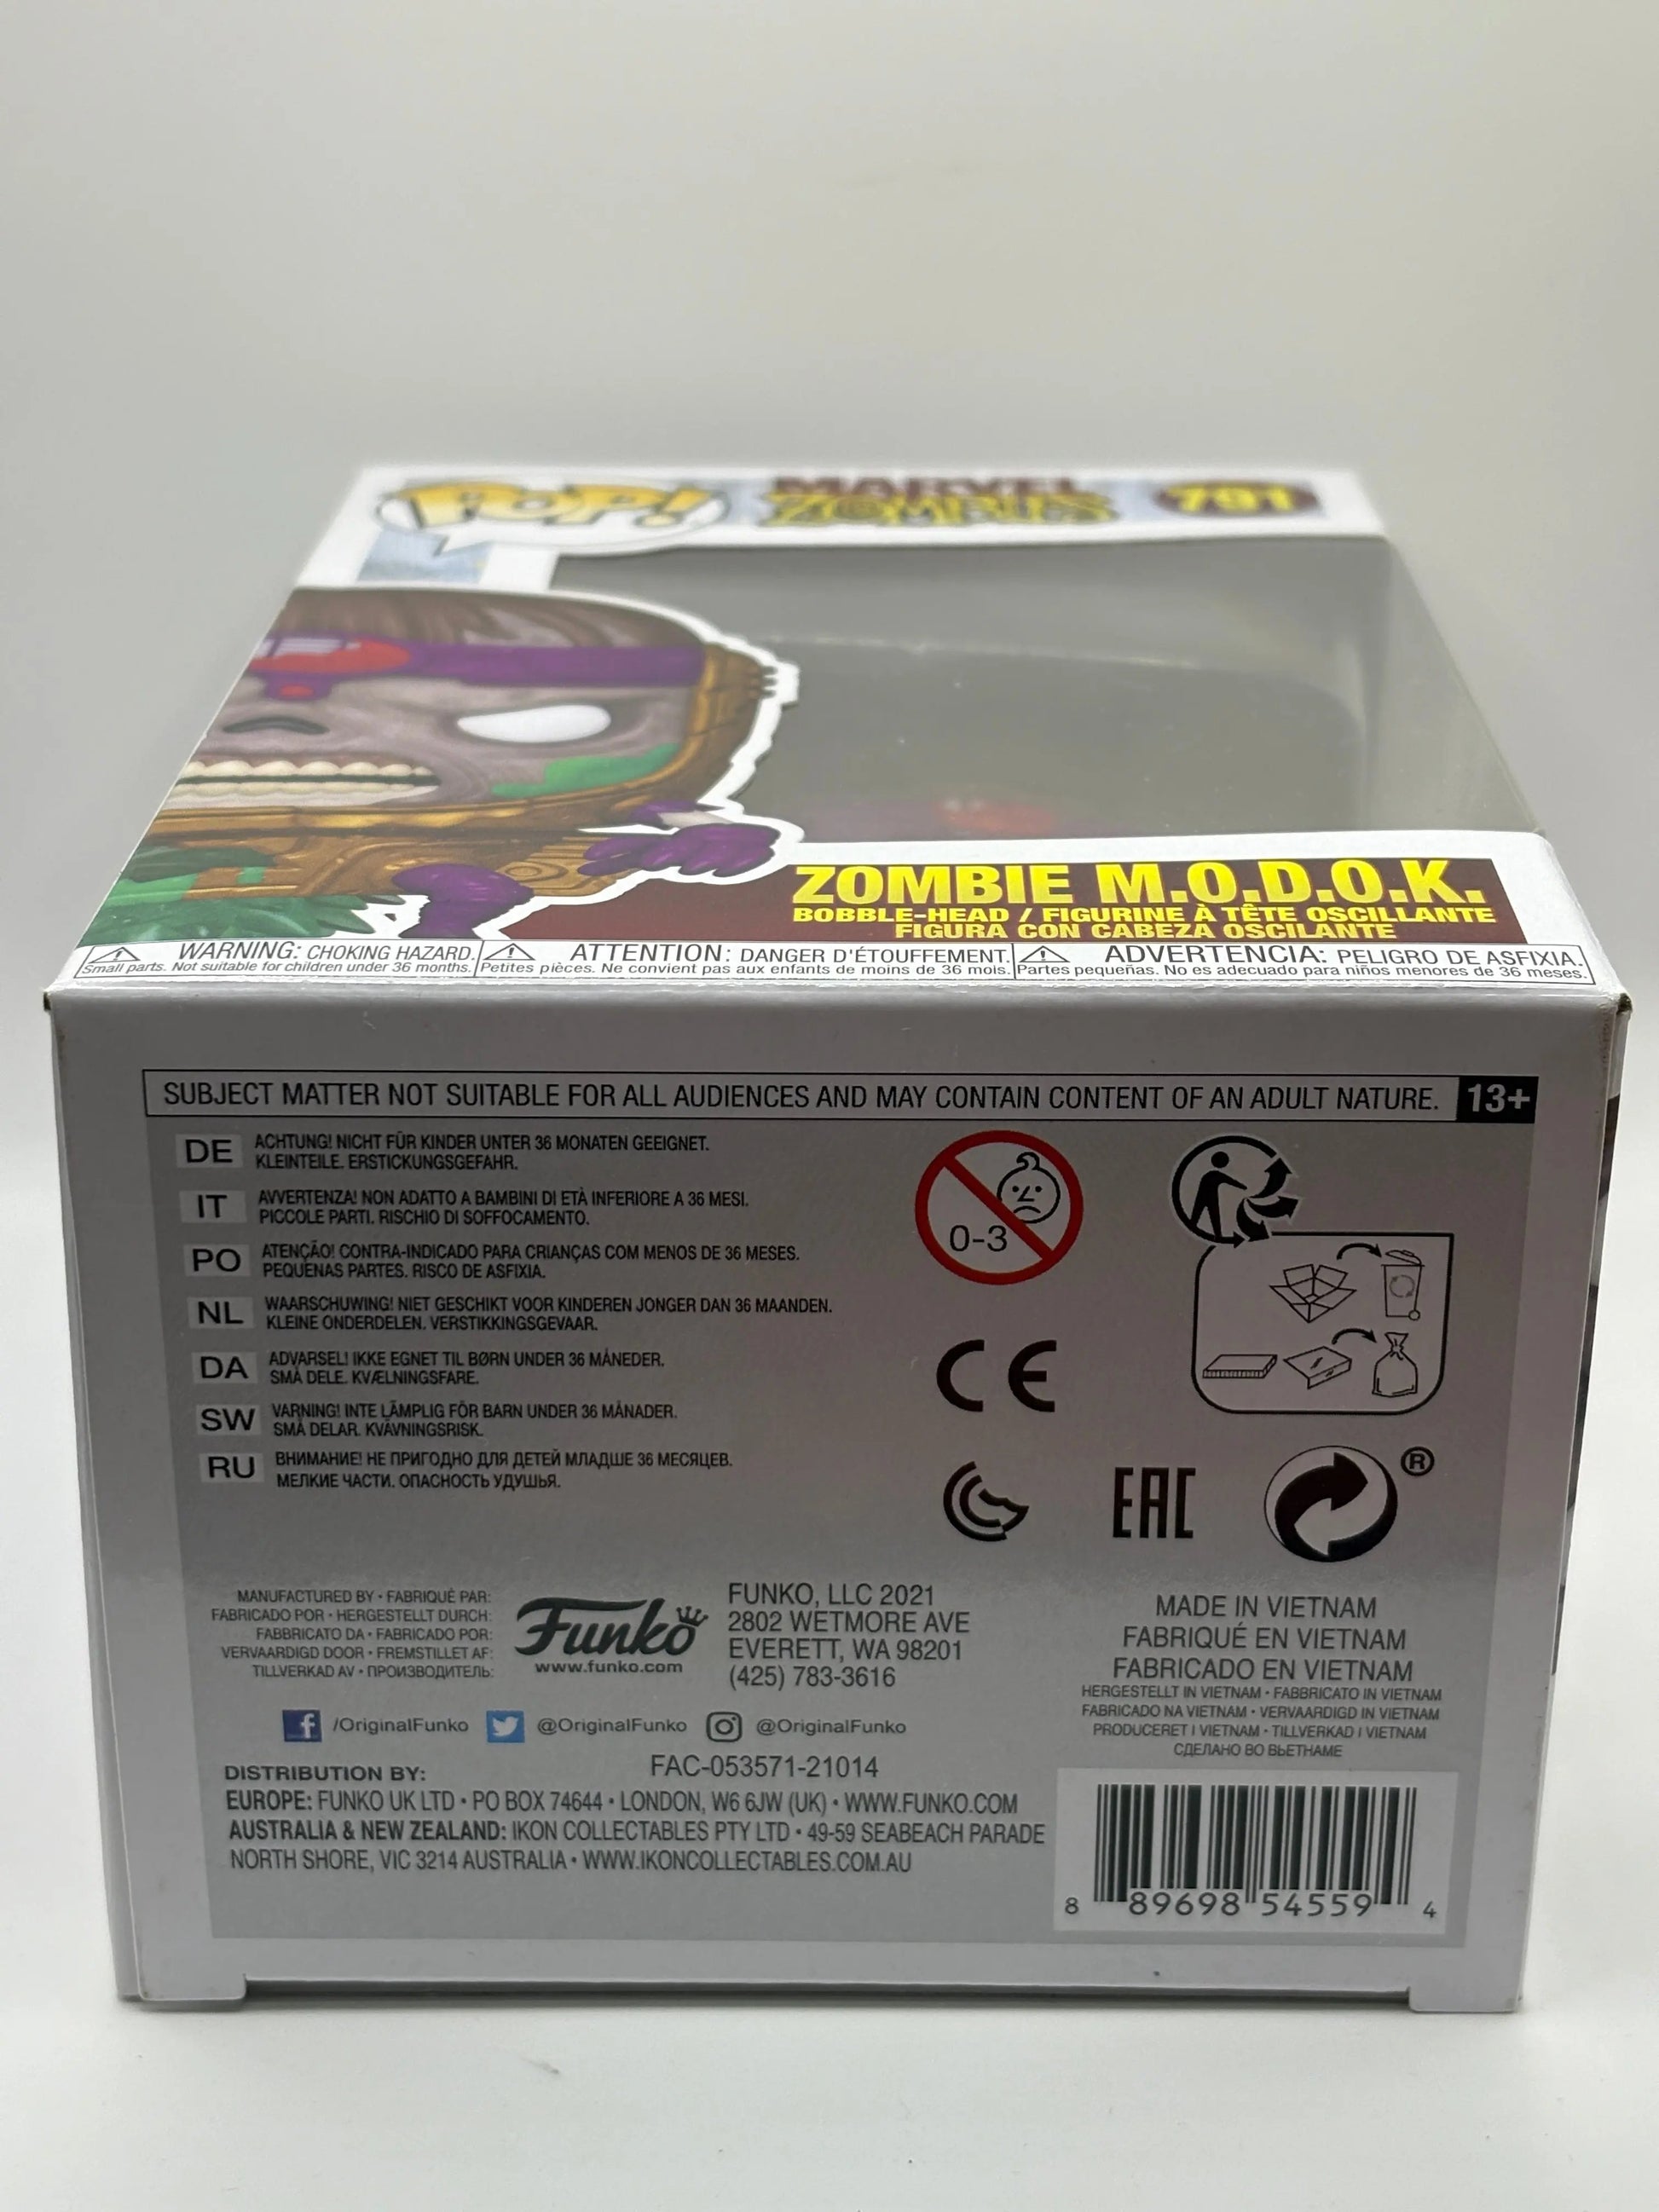 POP!
MARVEL
ZOMBIES
791
ZOMBIE M.O.D.O.K.
BOBBLE-HEAD / FIGURINE À TÊTE OSCILLANTE
FIGURA CON CABEZA OSCILANTE
WARNING: CHOKING HAZARD.
Small parts. Not suitable for children under 36 months.
ATTENTION: DANGER D'ÉTOUFFEMENT.
Petites pièces. Ne convient pas aux enfants de moins de 36 mois.
ADVERTENCIA: PELIGRO DE ASFIXIA.
Partes pequeñas. No es adecuado para niños menores de 36 meses.
SUBJECT MATTER NOT SUITABLE FOR ALL AUDIENCES AND MAY CONTAIN CONTENT OF AN ADULT NATURE. 13+
DE ACHTUNG! NICHT FÜR KINDER UNTER 36 MONATEN GEEIGNET.
KLEINTEILE. ERSTICKUNGSGEFAHR.
IT AVVERTENZA! NON ADATTO A BAMBINI DI ETÀ INFERIORE A 36 MESI.
PICCOLE PARTI. RISCHIO DI SOFFOCAMENTO.
PO ATENÇÃO! CONTRA-INDICADO PARA CRIANÇAS COM MENOS DE 36 MESES.
PEQUENAS PARTES. RISCO DE ASFIXIA.
NL WAARSCHUWING! NIET GESCHIKT VOOR KINDEREN JONGER DAN 36 MAANDEN.
KLEINE ONDERDELEN. VERSTIKKINGSGEVAAR.
DA ADVARSEL! IKKE EGNET TIL BØRN UNDER 36 MÅNEDER.
SMÅ DELE. KVÆLNINGSFARE.
SW VARNING! INTE LÄMPLIG FÖR BARN UNDER 36 MÅNADER.
SMÅ DELAR. KVÄVNINGSRISK.
RU ВНИМАНИЕ! НЕ ПРИГОДНО ДЛЯ ДЕТЕЙ МЛАДШЕ 36 МЕСЯЦЕВ.
МЕЛКИЕ ЧАСТИ. ОПАСНОСТЬ УДУШЬЯ.
0-3
CE
EAC
®
MANUFACTURED BY • FABRIQUÉ PAR:
FABRICADO POR • HERGESTELLT DURCH:
FABBRICATO DA • FABRICADO POR:
VERVAARDIGD DOOR • FREMSTILLET AF:
TILLVERKAD AV • ПРОИЗВОДИТЕЛЬ:
Funko
www.funko.com
FUNKO, LLC 2021
2802 WETMORE AVE
EVERETT, WA 98201
(425) 783-3616
MADE IN VIETNAM
FABRIQUÉ EN VIETNAM
FABRICADO EN VIETNAM
HERGESTELLT IN VIETNAM • FABBRICATO IN VIETNAM
FABRICADO NA VIETNAM • VERVAARDIGD IN VIETNAM
PRODUCERET I VIETNAM • TILLVERKAD I VIETNAM
СДЕЛАНО ВО ВЬЕТНАМЕ
/OriginalFunko @OriginalFunko @OriginalFunko
FAC-053571-21014
DISTRIBUTION BY:
EUROPE: FUNKO UK LTD • PO BOX 74644 • LONDON, W6 6JW (UK) • WWW.FUNKO.COM
AUSTRALIA & NEW ZEALAND: IKON COLLECTABLES PTY LTD • 49-59 SEABEACH PARADE
NORTH SHORE, VIC 3214 AUSTRALIA • WWW.IKONCOLLECTABLES.COM.AU
8 89698 54559 4